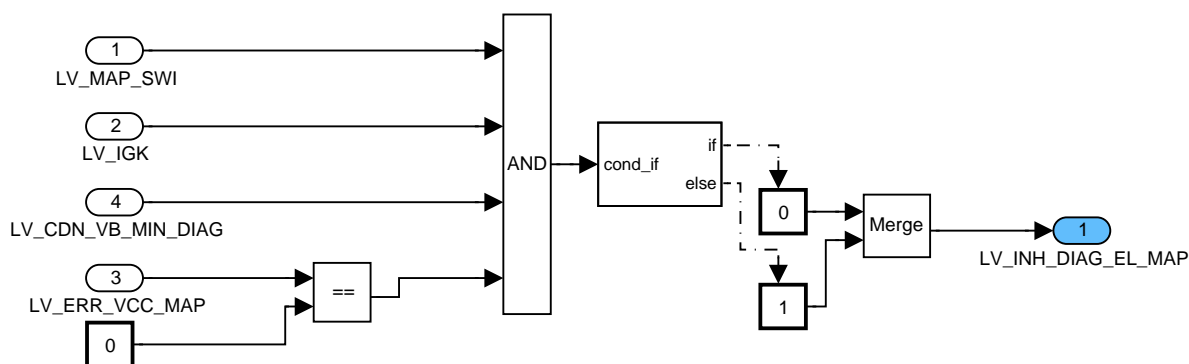 1
LV_MAP_SWI
2
LV_IGK
4
LV_CDN_VB_MIN_DIAG
3
LV_ERR_VCC_MAP
0
==
AND
cond_if
if
else
0
1
Merge
1
LV_INH_DIAG_EL_MAP